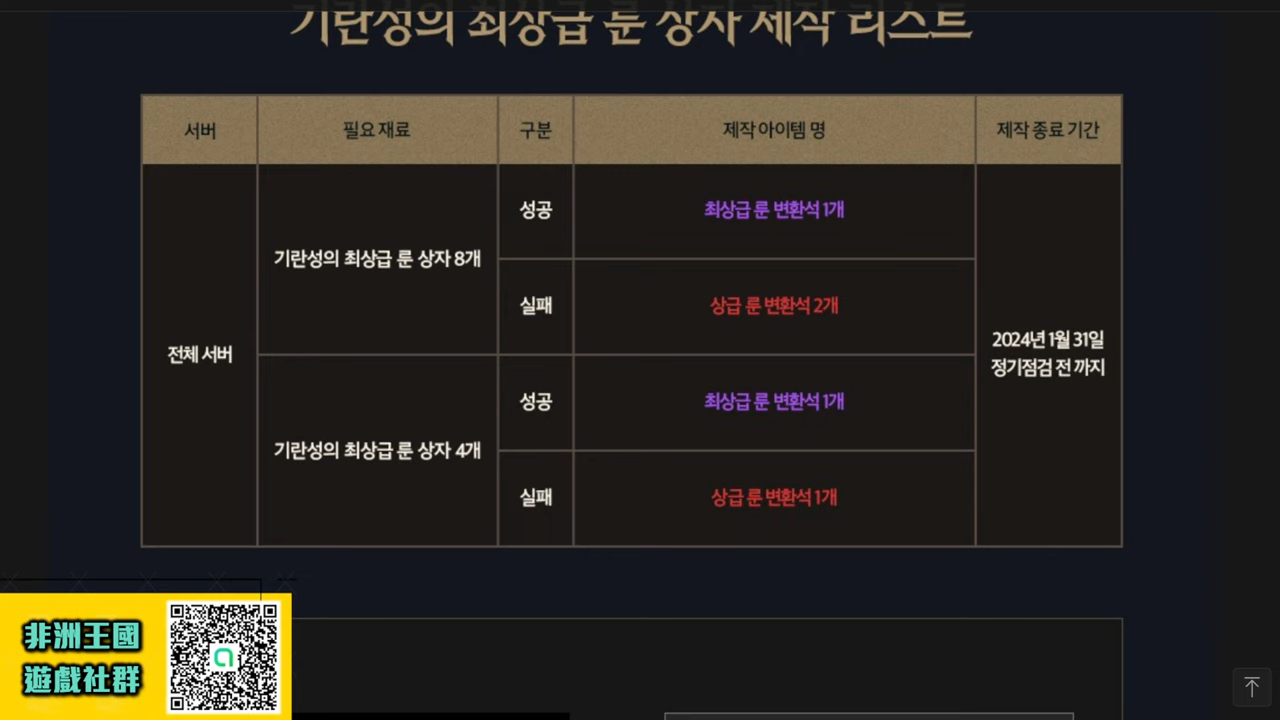 기란성의 최상급 룬 상자 제작 리스트
서버
필요 재료
구분
제작 아이템 명
제작 종료 기간
전체 서버
기란성의 최상급 룬 상자 8개
성공
최상급 룬 변환석 1개
실패
상급 룬 변환석 2개
기란성의 최상급 룬 상자 4개
성공
최상급 룬 변환석 1개
실패
상급 룬 변환석 1개
2024년 1월 31일
정기점검 전 까지
非洲王國
遊戲社群